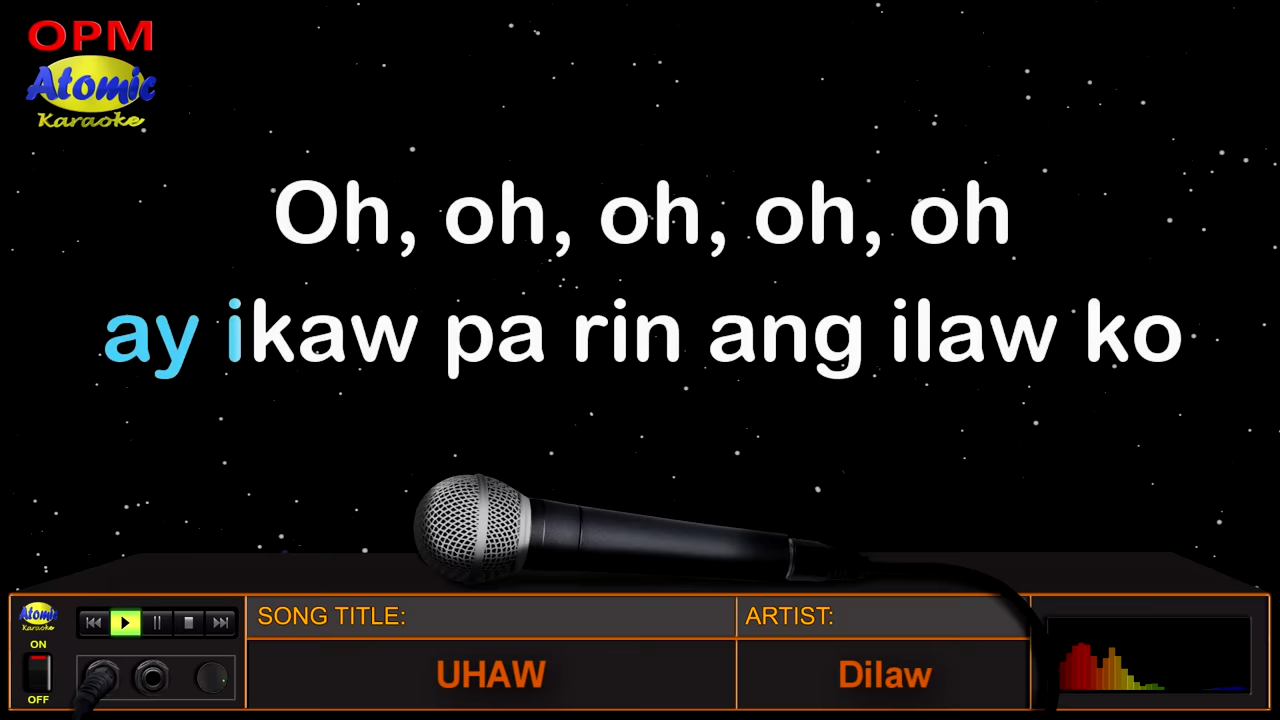 OPM
Atomic
Karaoke
Oh, oh, oh, oh, oh
ay ikaw pa rin ang ilaw ko
Atomic
Karaoke
ON
OFF
SONG TITLE:
UHAW
ARTIST:
Dilaw